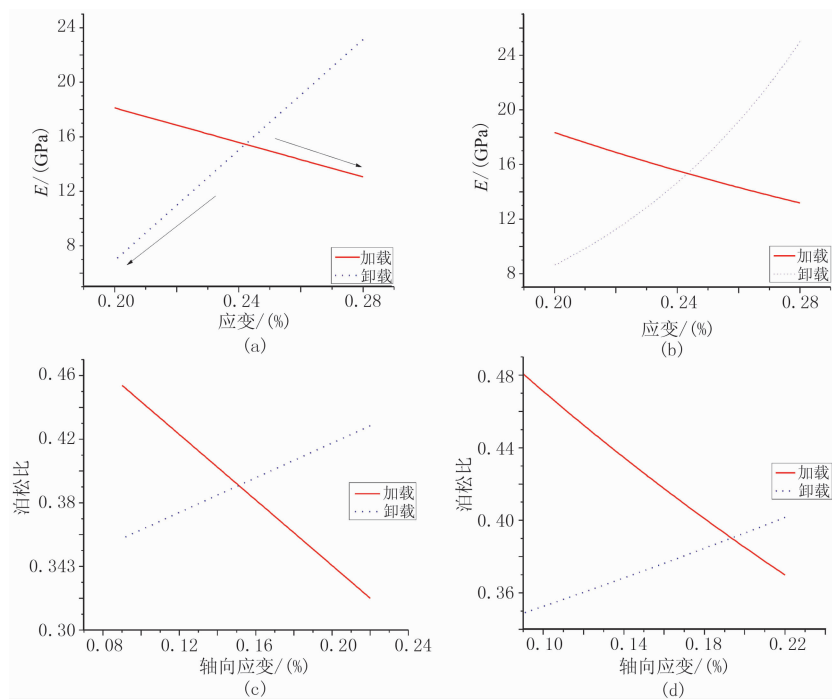 24
20
16
12
8
E/(GPa)
加载
卸载
0.20
0.24
0.28
应变/(%)
(a)
24
20
16
12
8
E/(GPa)
加载
卸载
0.20
0.24
0.28
应变/(%)
(b)
0.46
0.42
0.38
0.343
0.30
泊松比
加载
卸载
0.08
0.12
0.16
0.20
0.24
轴向应变/(%)
(c)
0.48
0.44
0.40
0.36
泊松比
加载
卸载
0.10
0.14
0.18
0.22
轴向应变/(%)
(d)